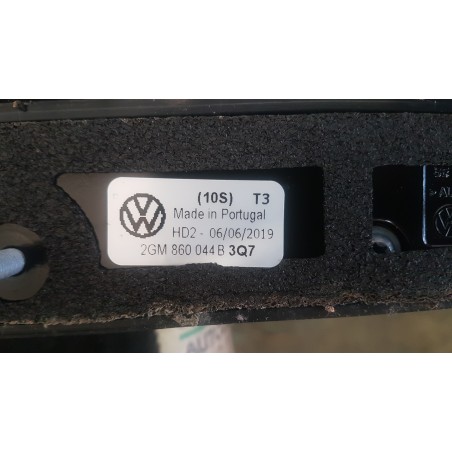 (10S) T3
Made in Portugal
HD2 - 06/06/2019
2GM 860 044 B 3Q7